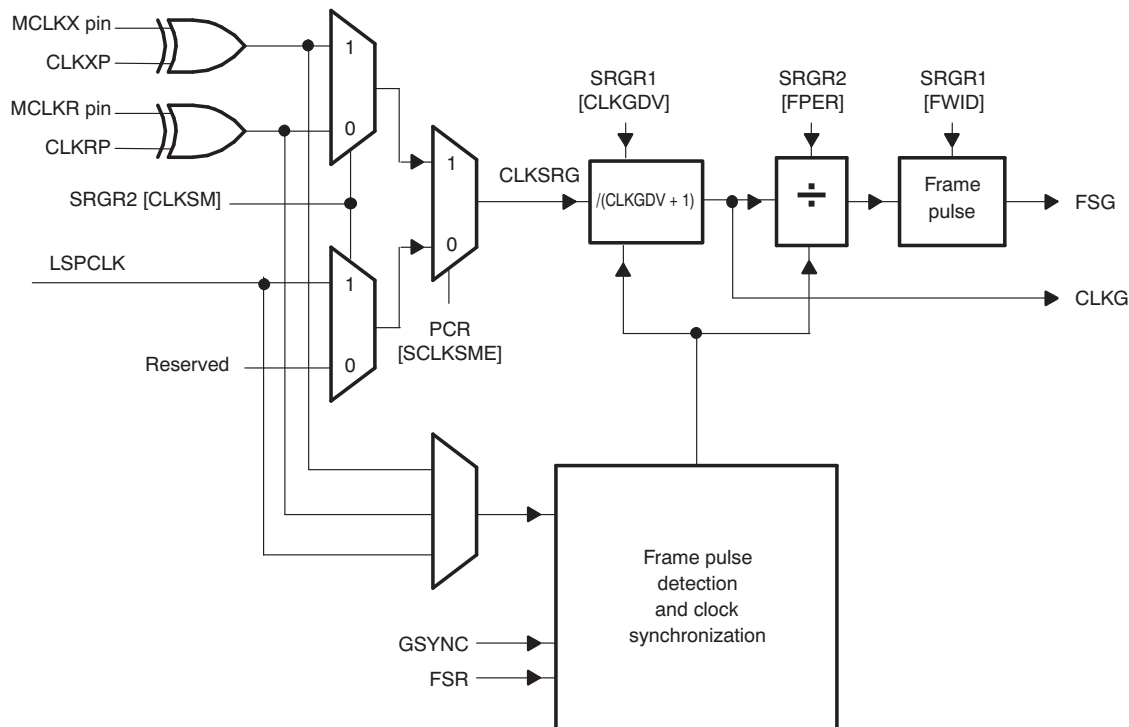 MCLKX pin
CLKXP
MCLKR pin
CLKRP
1
0
SRGR2 [CLKSM]
LSPCLK
1
0
Reserved
1
0
PCR
[SCLKSME]
CLKSRG
SRGR1
[CLKGDV]
/(CLKGDV + 1)
SRGR2
[FPER]
÷
SRGR1
[FWID]
Frame
pulse
FSG
CLKG
Frame pulse
detection
and clock
synchronization
GSYNC
FSR